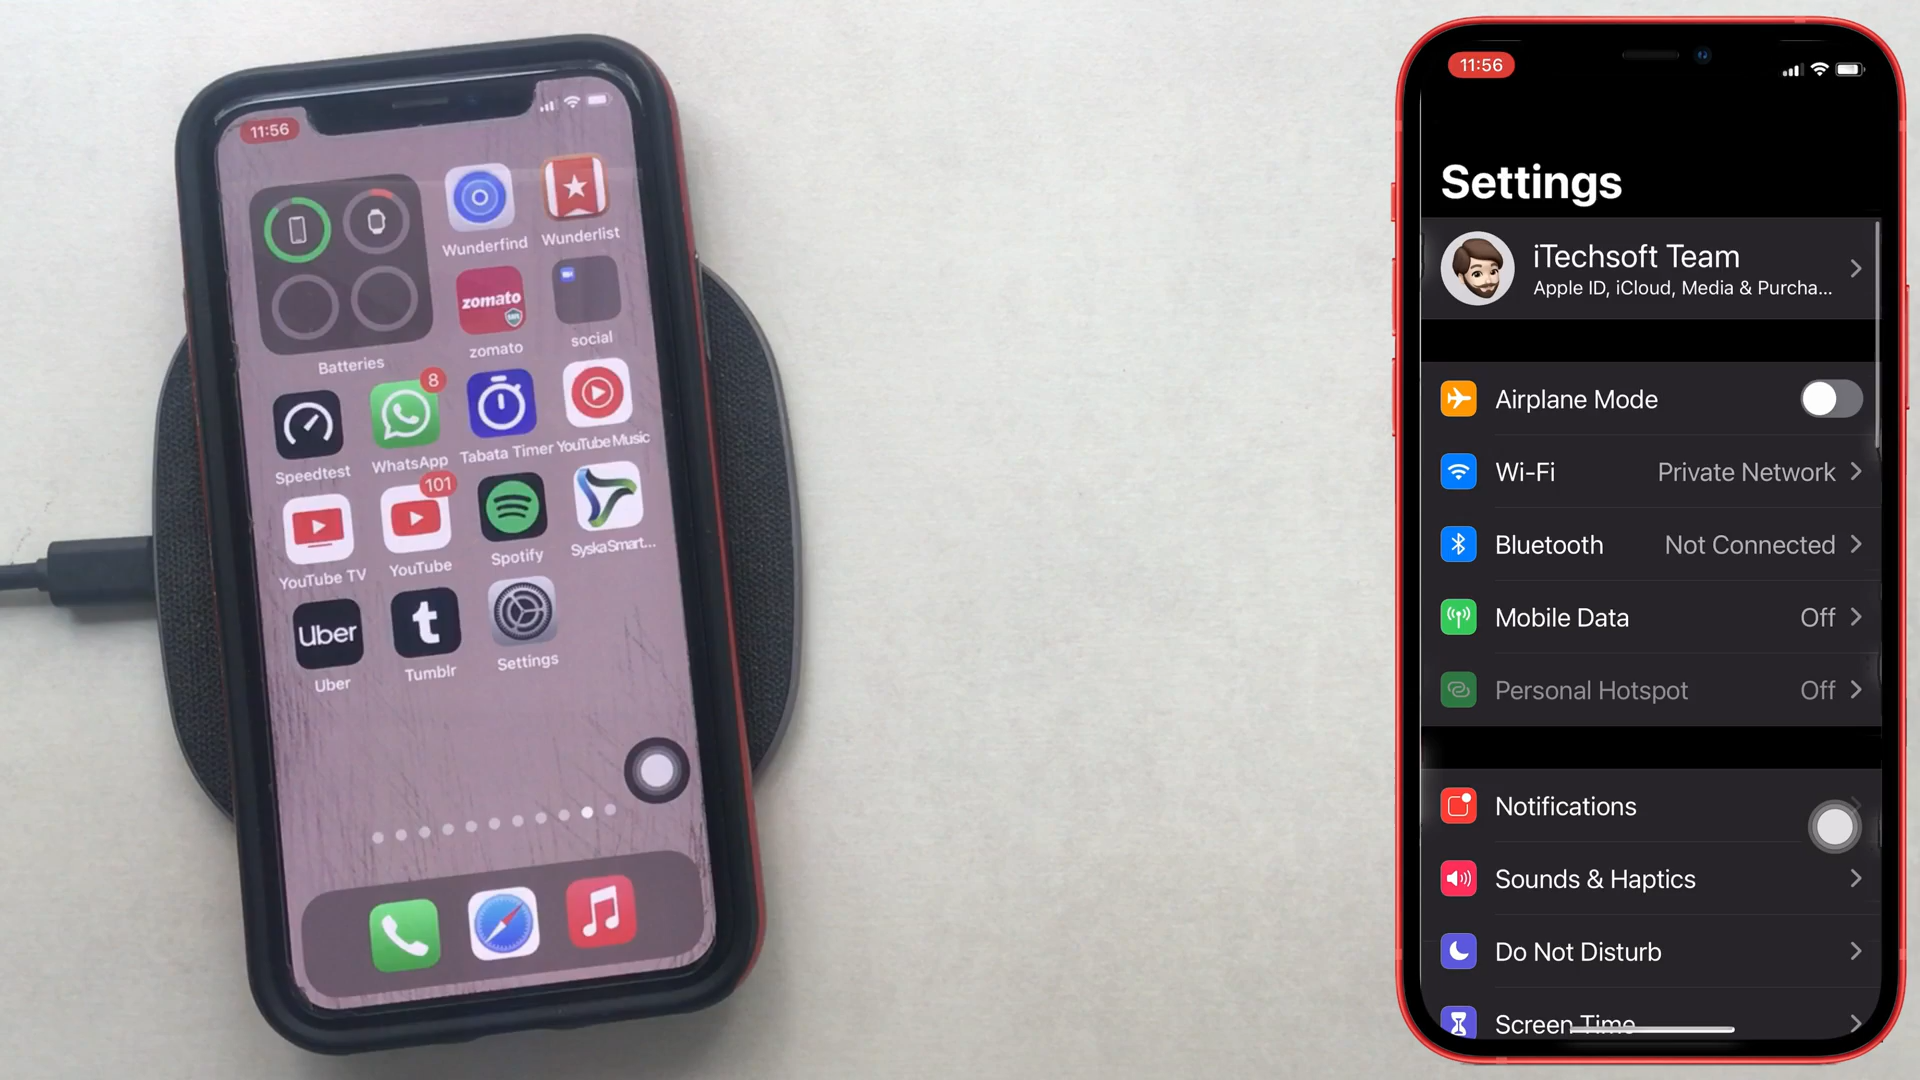 11:56
Wunderfind
Wunderlist
Batteries
zomato
zomato
social
8
Speedtest
WhatsApp
Tabata Timer
YouTube Music
101
YouTube TV
YouTube
Spotify
Syska Smart...
Uber
t
Uber
Tumblr
Settings
11:56
Settings
iTechsoft Team
Apple ID, iCloud, Media & Purcha...
Airplane Mode
Wi-Fi Private Network
Bluetooth Not Connected
Mobile Data Off
Personal Hotspot Off
Notifications
Sounds & Haptics
Do Not Disturb
Screen Time